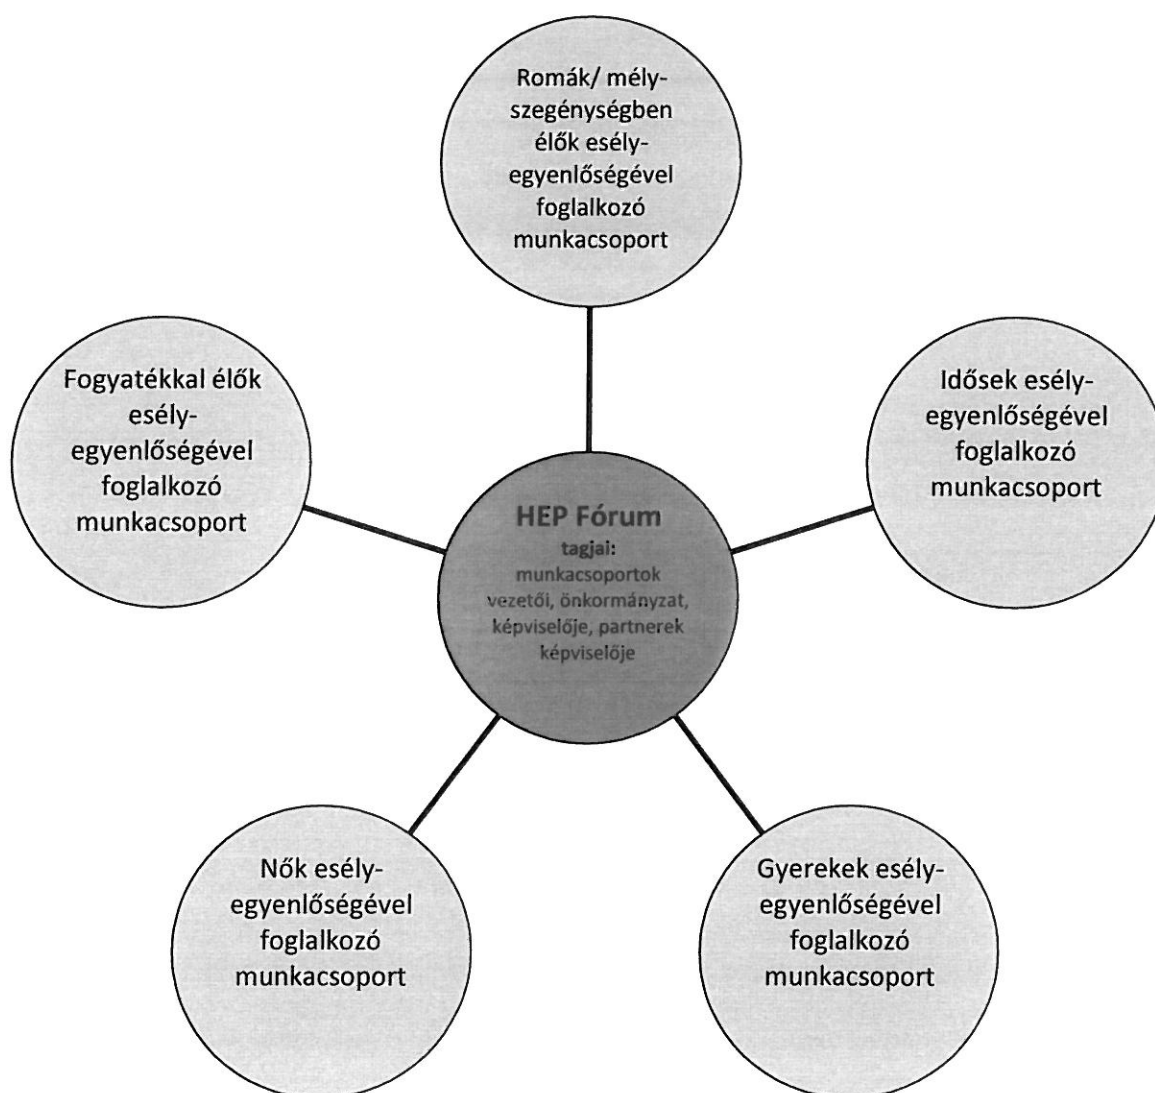 Romák/ mély-
szegénységben
élők esély-
egyenlőségével
foglalkozó
munkacsoport
Fogyatékkal élők
esély-
egyenlőségével
foglalkozó
munkacsoport
Idősek esély-
egyenlőségével
foglalkozó
munkacsoport
HEP Fórum
tagjai:
munkacsoportok
vezetői, önkormányzat,
képviselője, partnerek
képviselője
Nők esély-
egyenlőségével
foglalkozó
munkacsoport
Gyerekek esély-
egyenlőségével
foglalkozó
munkacsoport